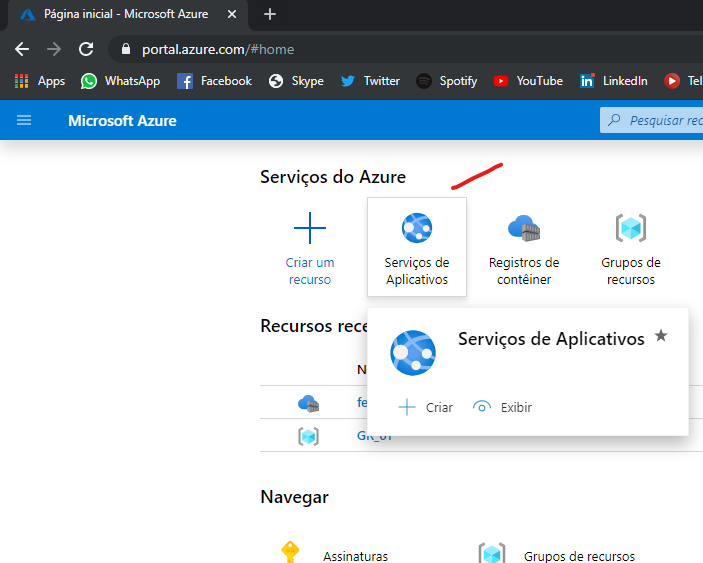 Página inicial - Microsoft Azure
portal.azure.com/#home
Apps WhatsApp Facebook Skype Twitter Spotify YouTube LinkedIn Tel
Microsoft Azure
Pesquisar rec
Serviços do Azure
Criar um recurso
Serviços de Aplicativos
Registros de contêiner
Grupos de recursos
Recursos rece
Serviços de Aplicativos
N
Criar Exibir
fe
GR_01
Navegar
Assinaturas Grupos de recursos